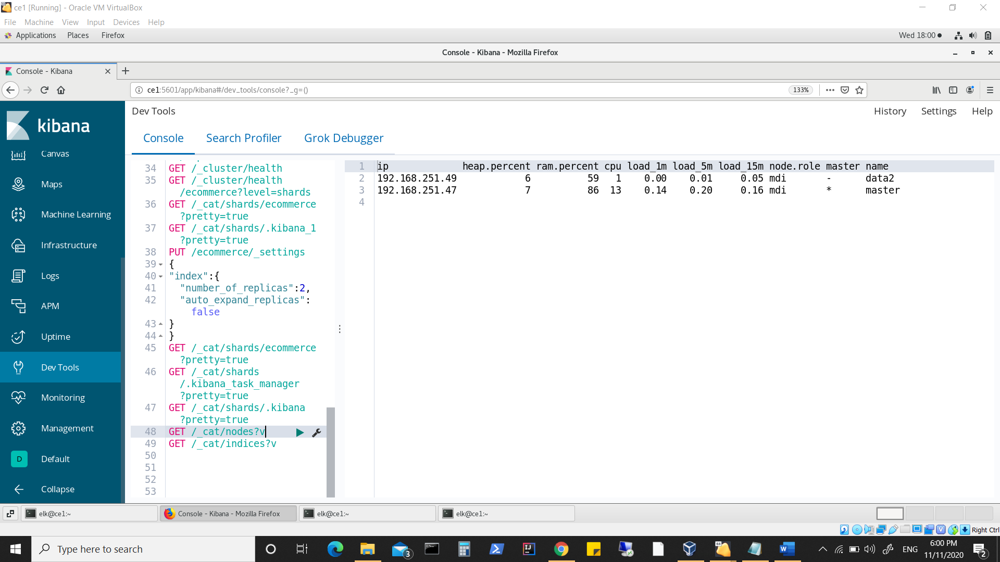 ce1 [Running] - Oracle VM VirtualBox
File Machine View Input Devices Help
Applications Places Firefox
Wed 18:00
Console - Kibana - Mozilla Firefox
Console - Kibana
ce1:5601/app/kibana#/dev_tools/console?_g=()
133%
kibana
Canvas
Maps
Machine Learning
Infrastructure
Logs
APM
Uptime
Dev Tools
Monitoring
Management
D Default
Collapse
Dev Tools
History Settings Help
Console Search Profiler Grok Debugger
34 GET /_cluster/health
35 GET /_cluster/health
/ecommerce?level=shards
36 GET /_cat/shards/ecommerce
?pretty=true
37 GET /_cat/shards/.kibana_1
?pretty=true
38 PUT /ecommerce/_settings
39 {
40 "index":{
41 "number_of_replicas":2,
42 "auto_expand_replicas":
false
43 }
44 }
45 GET /_cat/shards/ecommerce
?pretty=true
46 GET /_cat/shards
/.kibana_task_manager
?pretty=true
47 GET /_cat/shards/.kibana
?pretty=true
48 GET /_cat/nodes?v
49 GET /_cat/indices?v
50
51
52
53
1 ip heap.percent ram.percent cpu load_1m load_5m load_15m node.role master name
2 192.168.251.49 6 59 1 0.00 0.01 0.05 mdi - data2
3 192.168.251.47 7 86 13 0.14 0.20 0.16 mdi * master
4
elk@ce1:~
Console - Kibana - Mozilla Firefox
elk@ce1:~
elk@ce1:~
Right Ctrl
Type here to search
3
ENG
6:00 PM
11/11/2020
2